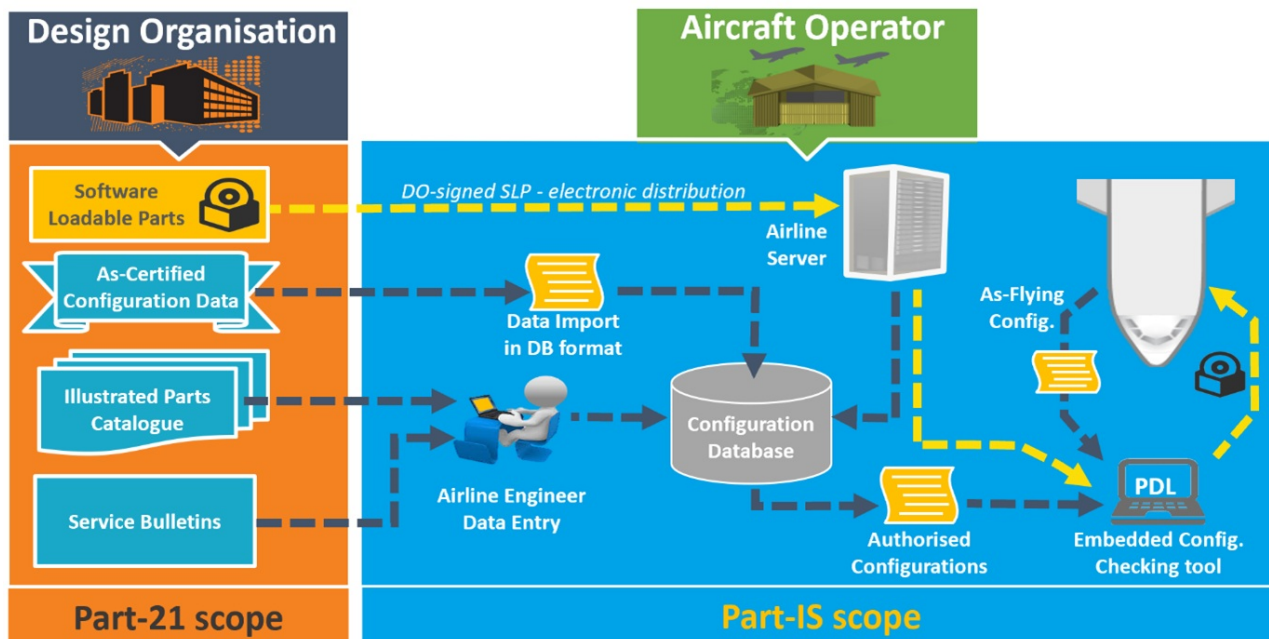 Design Organisation
Aircraft Operator
Software
Loadable Parts
DO-signed SLP - electronic distribution
Airline
Server
As-Certified
Configuration Data
Data Import
in DB format
As-Flying
Config.
Illustrated Parts
Catalogue
Configuration
Database
Airline Engineer
Data Entry
Service Bulletins
PDL
Authorised
Configurations
Embedded Config.
Checking tool
Part-21 scope
Part-IS scope